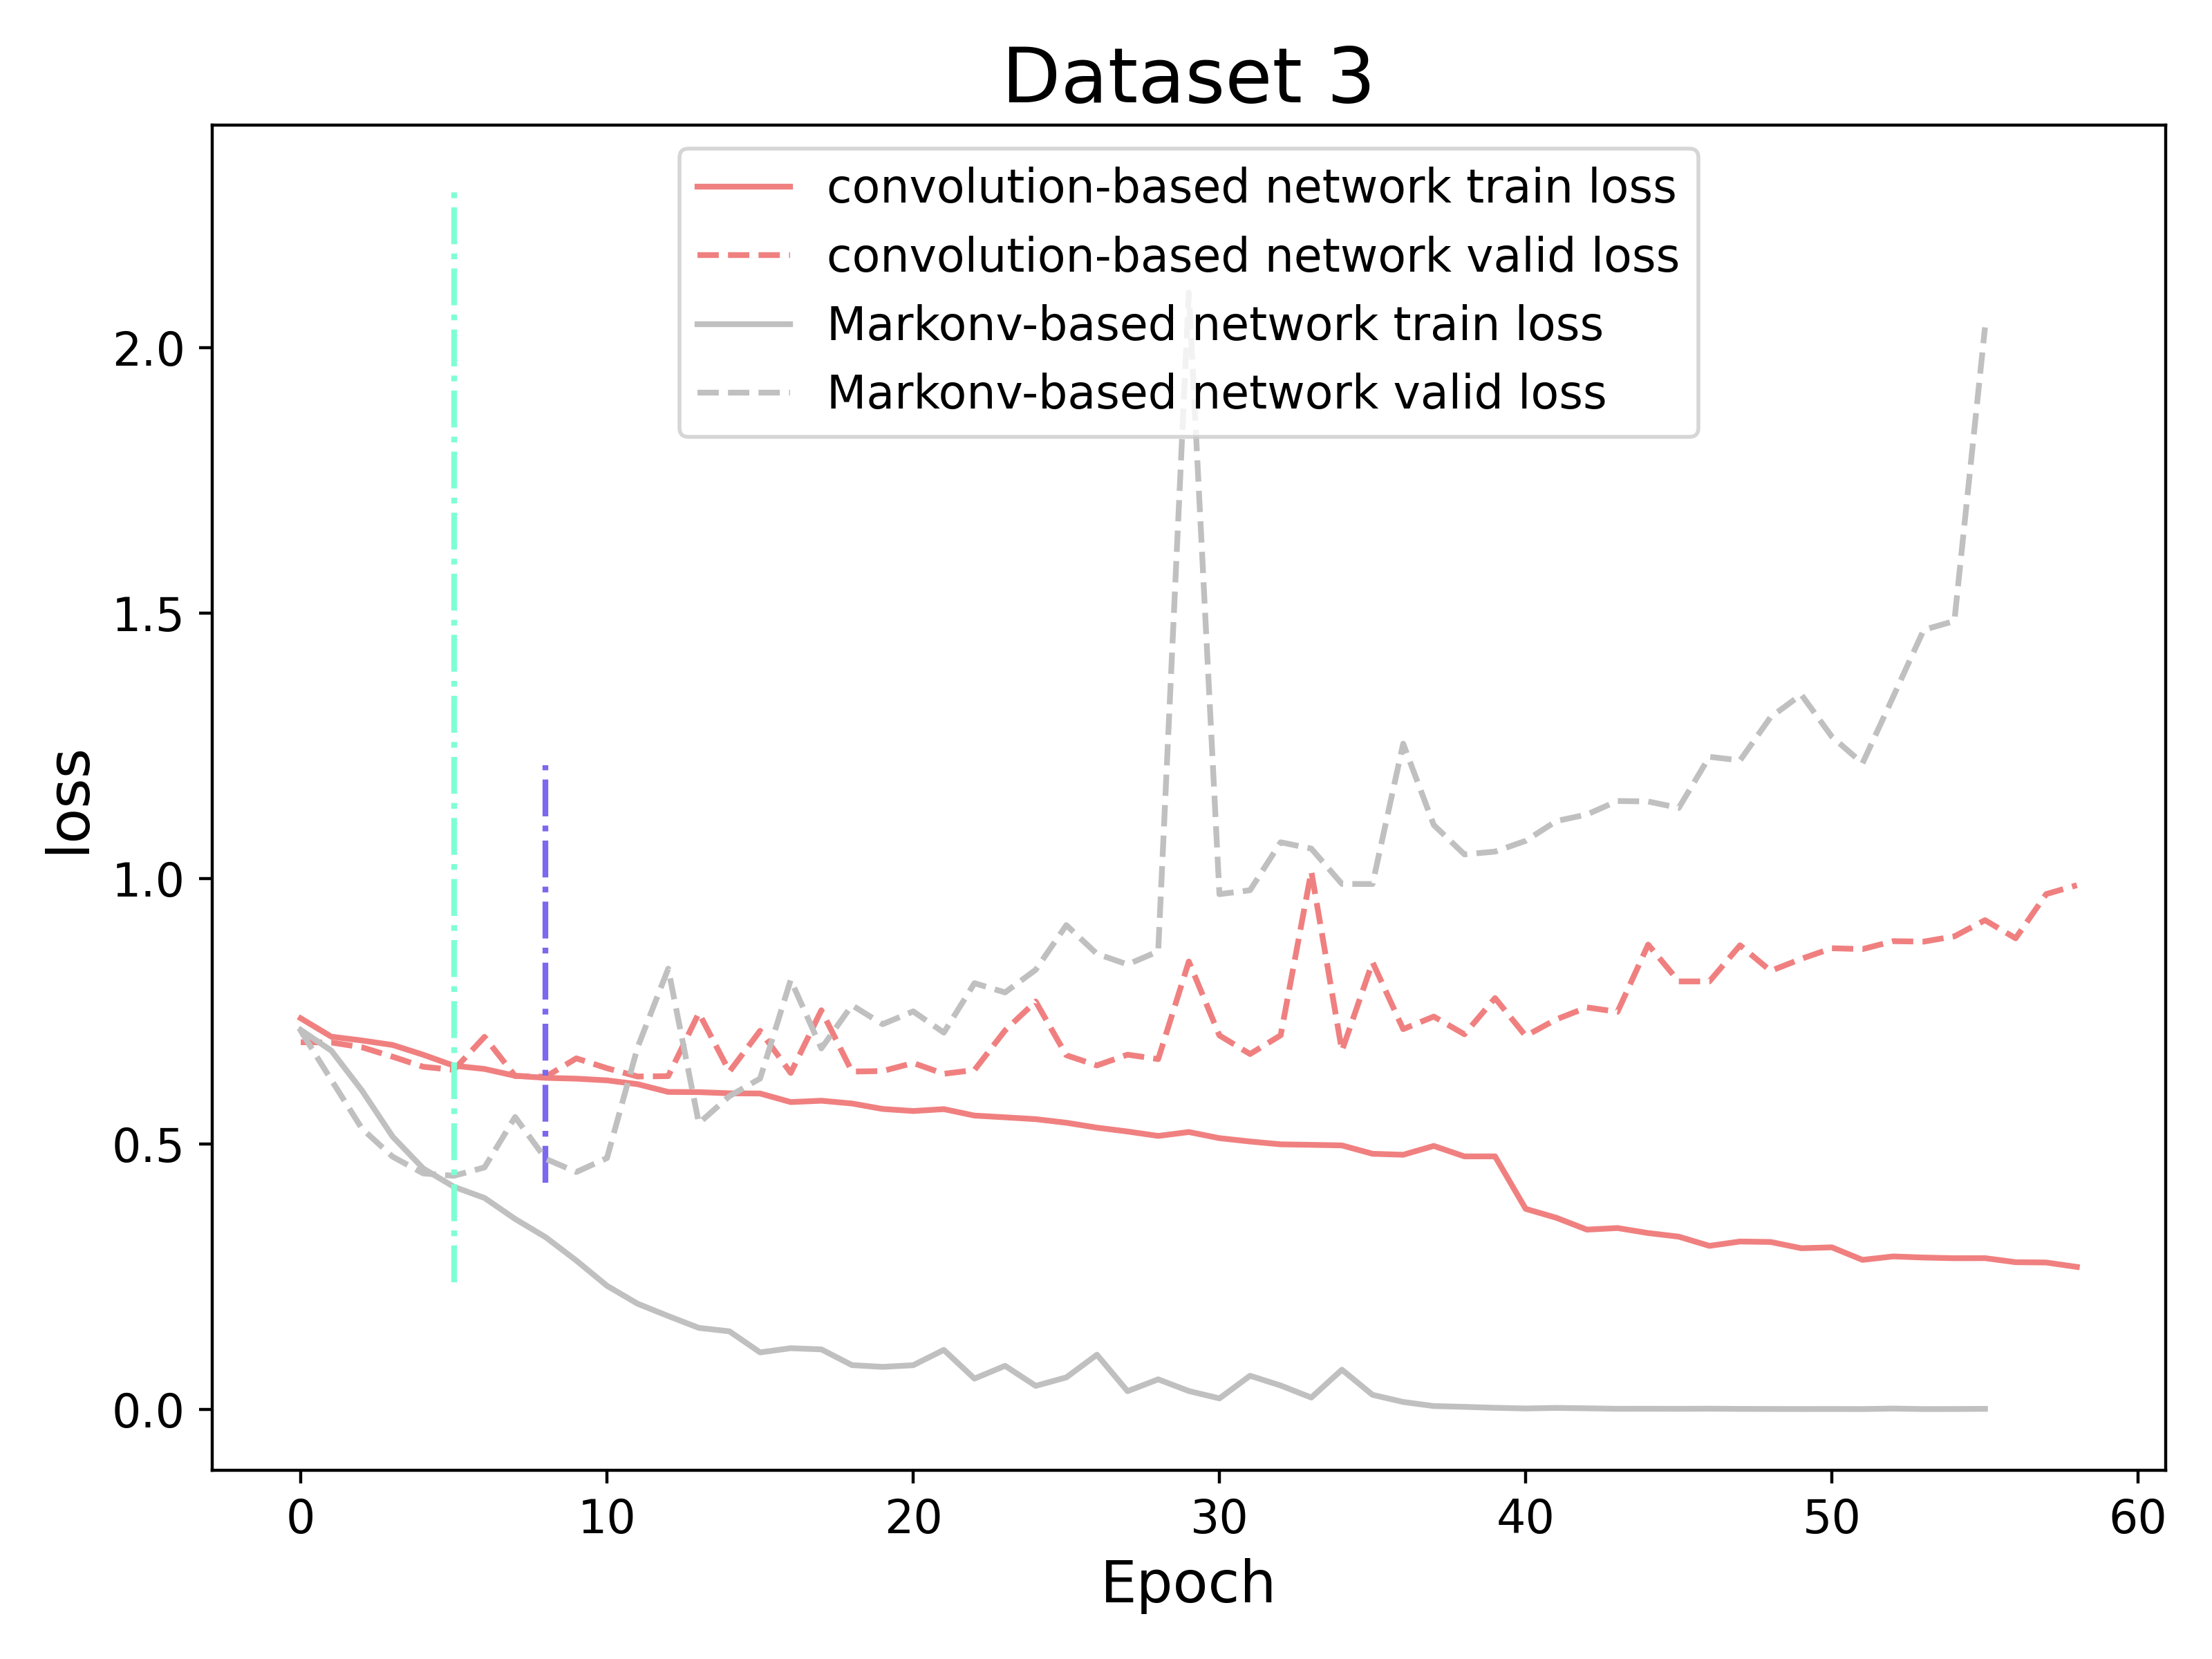 Dataset 3
convolution-based network train loss
convolution-based network valid loss
Markonv-based network train loss
Markonv-based network valid loss
loss
2.0
1.5
1.0
0.5
0.0
0 10 20 30 40 50 60
Epoch